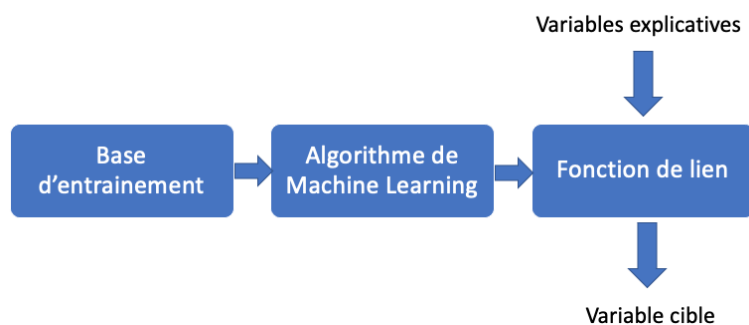 Variables explicatives
Base
d'entrainement
Algorithme de
Machine Learning
Fonction de lien
Variable cible